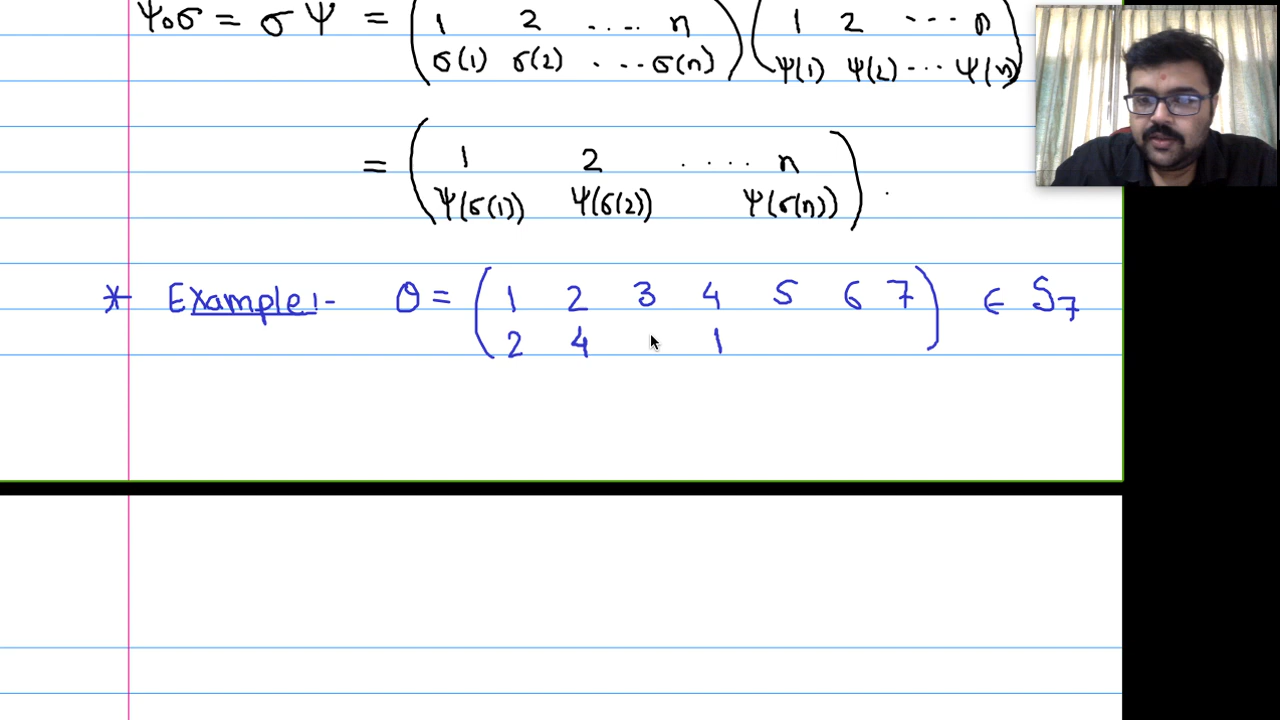 Ψ∘σ = σ Ψ = ( 1 2 ..... n ) ( 1 2 ... n )
σ(1) σ(2) ... σ(n) Ψ(1) Ψ(2) ... Ψ(n)
= ( 1 2 ..... n )
Ψ(σ(1)) Ψ(σ(2)) Ψ(σ(n)) .
* Example:- θ = ( 1 2 3 4 5 6 7 ) ∈ S₇
2 4 1